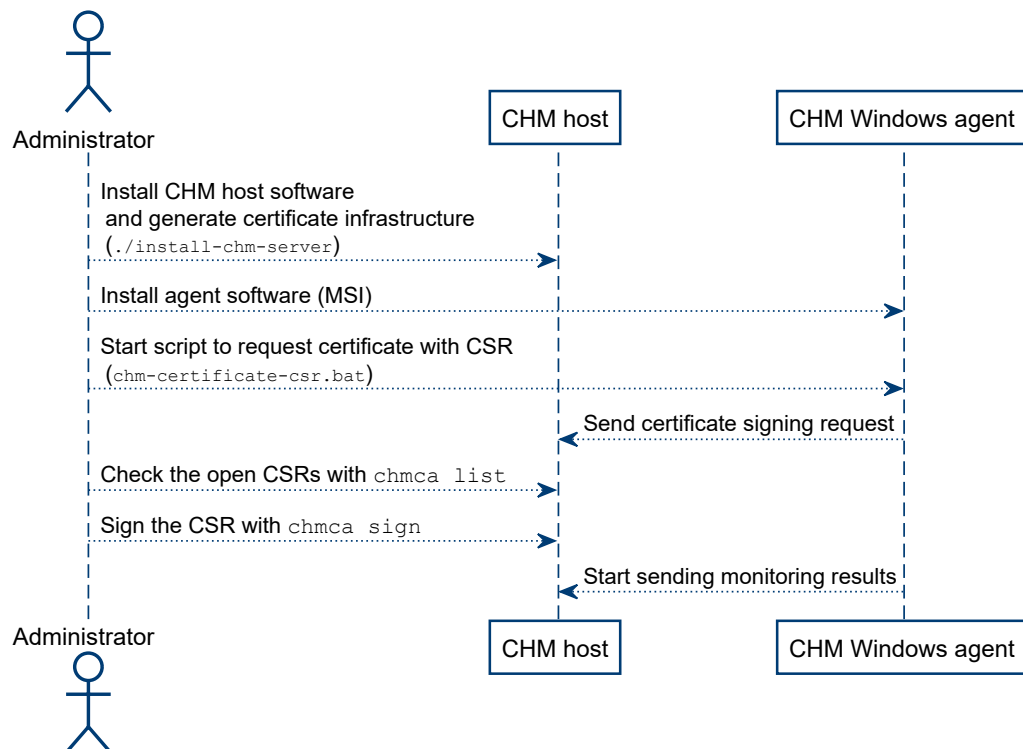 Administrator
CHM host
CHM Windows agent
Install CHM host software
and generate certificate infrastructure
(./install-chm-server)
Install agent software (MSI)
Start script to request certificate with CSR
(chm-certificate-csr.bat)
Send certificate signing request
Check the open CSRs with chmca list
Sign the CSR with chmca sign
Start sending monitoring results
Administrator
CHM host
CHM Windows agent